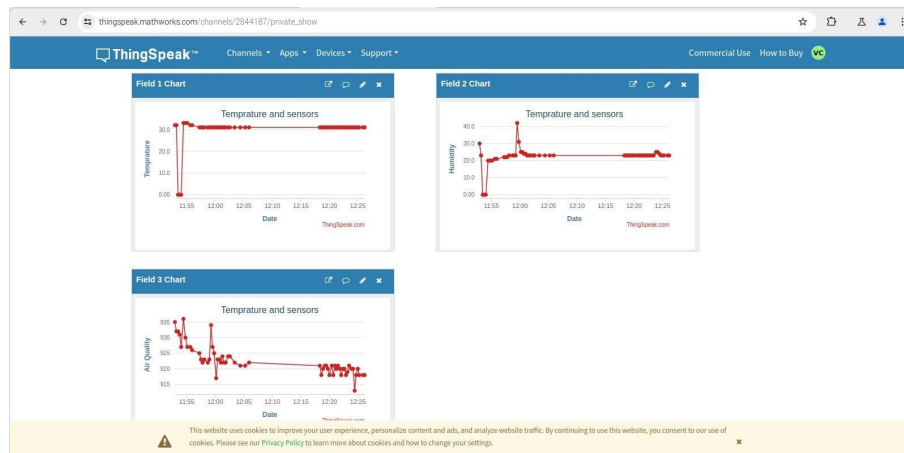 thingspeak.mathworks.com/channels/2844187/private_show
ThingSpeak™ Channels Apps Devices Support Commercial Use How to Buy VC
Field 1 Chart
Temprature and sensors
Temprature
30.0
20.0
10.0
0.00
11:55 12:00 12:05 12:10 12:15 12:20 12:25
Date
ThingSpeak.com
Field 2 Chart
Temprature and sensors
Humidity
40.0
30.0
20.0
10.0
0.00
11:55 12:00 12:05 12:10 12:15 12:20 12:25
Date
ThingSpeak.com
Field 3 Chart
Temprature and sensors
Air Quality
935
930
925
920
915
11:55 12:00 12:05 12:10 12:15 12:20 12:25
Date
ThingSpeak.com
This website uses cookies to improve your user experience, personalize content and ads, and analyze website traffic. By continuing to use this website, you consent to our use of
cookies. Please see our Privacy Policy to learn more about cookies and how to change your settings.